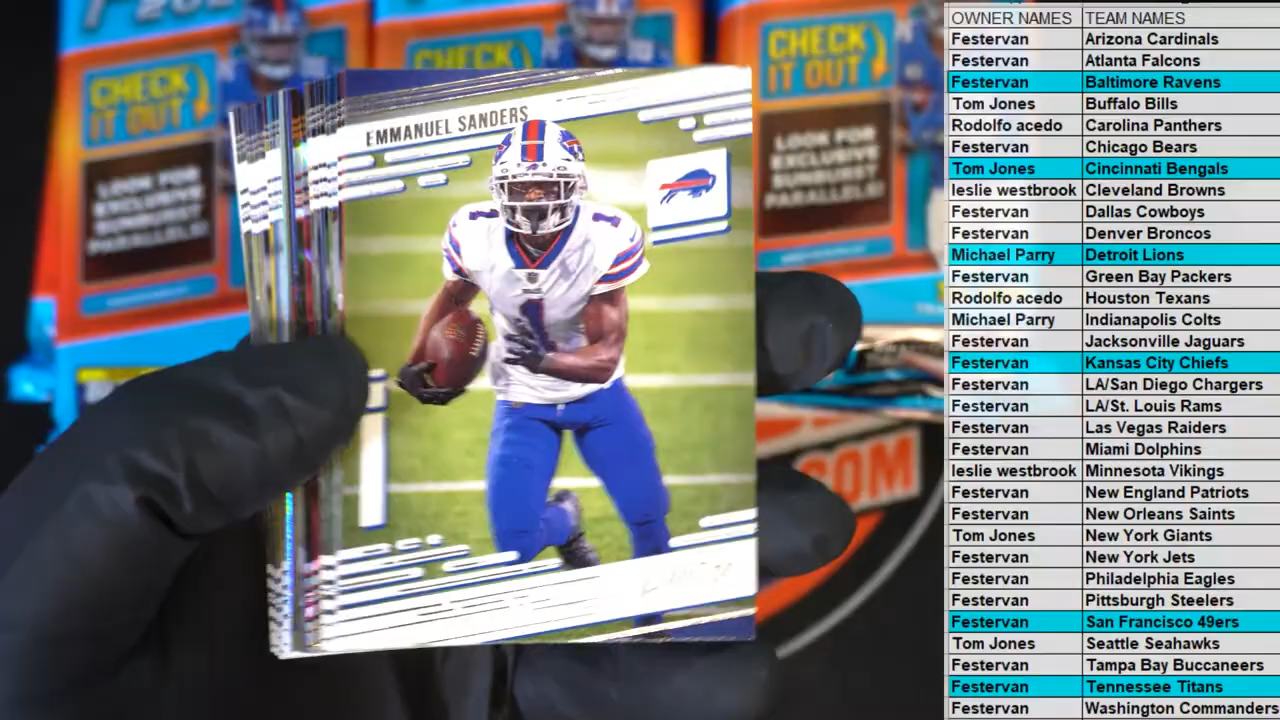 202
CHECK
IT OUT
LOOK FOR
EXCLUSIVE
SUNBURST
PARALLELS!
CHECK
CHECK
IT OUT
LOOK FOR
EXCLUSIVE
SUNBURST
PARALLELS!
EMMANUEL SANDERS
1
1
1
.COM
OWNER NAMES TEAM NAMES
Festervan Arizona Cardinals
Festervan Atlanta Falcons
Festervan Baltimore Ravens
Tom Jones Buffalo Bills
Rodolfo acedo Carolina Panthers
Festervan Chicago Bears
Tom Jones Cincinnati Bengals
leslie westbrook Cleveland Browns
Festervan Dallas Cowboys
Festervan Denver Broncos
Michael Parry Detroit Lions
Festervan Green Bay Packers
Rodolfo acedo Houston Texans
Michael Parry Indianapolis Colts
Festervan Jacksonville Jaguars
Festervan Kansas City Chiefs
Festervan LA/San Diego Chargers
Festervan LA/St. Louis Rams
Festervan Las Vegas Raiders
Festervan Miami Dolphins
leslie westbrook Minnesota Vikings
Festervan New England Patriots
Festervan New Orleans Saints
Tom Jones New York Giants
Festervan New York Jets
Festervan Philadelphia Eagles
Festervan Pittsburgh Steelers
Festervan San Francisco 49ers
Tom Jones Seattle Seahawks
Festervan Tampa Bay Buccaneers
Festervan Tennessee Titans
Festervan Washington Commanders